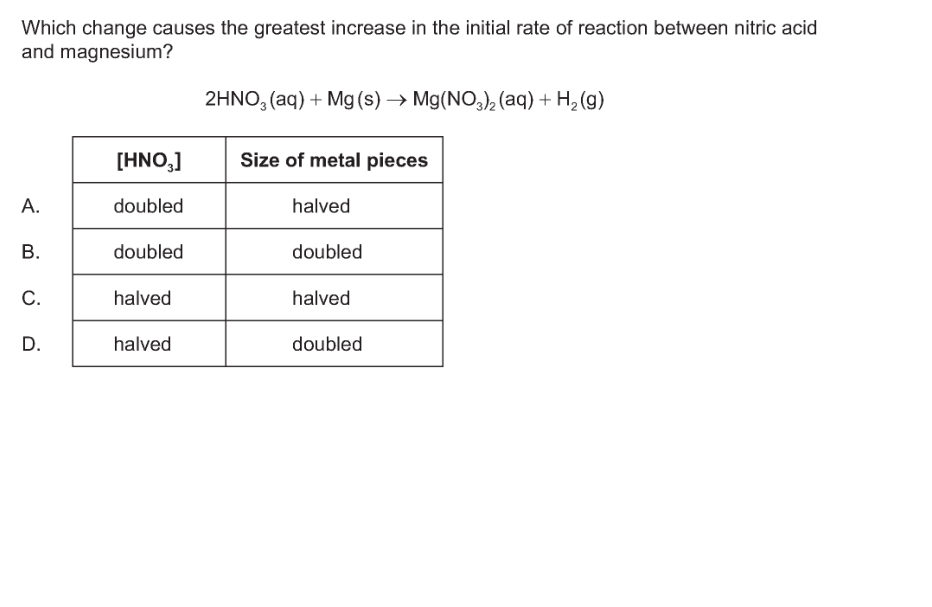 Which change causes the greatest increase in the initial rate of reaction between nitric acid
and magnesium?
2HNO₃ (aq) + Mg (s) → Mg(NO₃)₂ (aq) + H₂ (g)
[HNO₃] Size of metal pieces
A. doubled halved
B. doubled doubled
C. halved halved
D. halved doubled